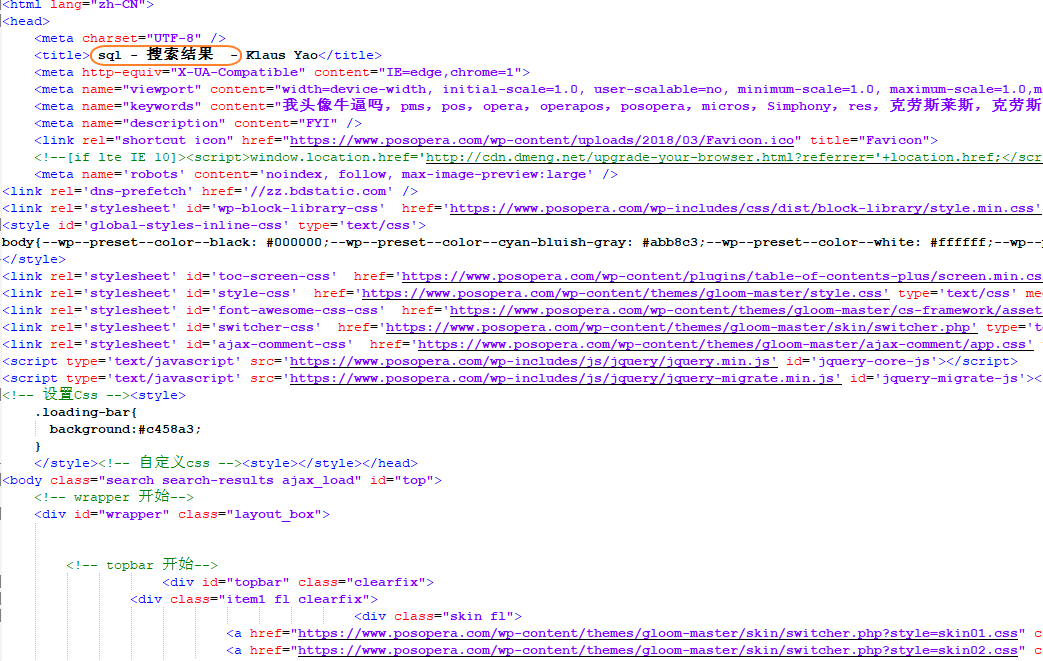 <html lang="zh-CN">
<head>
<meta charset="UTF-8" />
<title> sql - 搜索结果 - Klaus Yao</title>
<meta http-equiv="X-UA-Compatible" content="IE=edge,chrome=1">
<meta name="viewport" content="width=device-width, initial-scale=1.0, user-scalable=no, minimum-scale=1.0, maximum-scale=1.0,m
<meta name="keywords" content="我头像牛逼吗, pms, pos, opera, operapos, posopera, micros, Simphony, res, 克劳斯莱斯, 克劳斯
<meta name="description" content="FYI" />
<link rel="shortcut icon" href="https://www.posopera.com/wp-content/uploads/2018/03/Favicon.ico" title="Favicon">
<!--[if lte IE 10]><script>window.location.href='http://cdn.dmeng.net/upgrade-your-browser.html?referrer='+location.href;</scr
<meta name='robots' content='noindex, follow, max-image-preview:large' />
<link rel='dns-prefetch' href='//zz.bdstatic.com' />
<link rel='stylesheet' id='wp-block-library-css'  href='https://www.posopera.com/wp-includes/css/dist/block-library/style.min.css'
<style id='global-styles-inline-css' type='text/css'>
body{--wp--preset--color--black: #000000;--wp--preset--color--cyan-bluish-gray: #abb8c3;--wp--preset--color--white: #ffffff;--wp--p
</style>
<link rel='stylesheet' id='toc-screen-css'  href='https://www.posopera.com/wp-content/plugins/table-of-contents-plus/screen.min.cs
<link rel='stylesheet' id='style-css'  href='https://www.posopera.com/wp-content/themes/gloom-master/style.css' type='text/css' me
<link rel='stylesheet' id='font-awesome-css-css'  href='https://www.posopera.com/wp-content/themes/gloom-master/cs-framework/asset
<link rel='stylesheet' id='switcher-css'  href='https://www.posopera.com/wp-content/themes/gloom-master/skin/switcher.php' type='te
<link rel='stylesheet' id='ajax-comment-css'  href='https://www.posopera.com/wp-content/themes/gloom-master/ajax-comment/app.css'
<script type='text/javascript' src='https://www.posopera.com/wp-includes/js/jquery/jquery.min.js' id='jquery-core-js'></script>
<script type='text/javascript' src='https://www.posopera.com/wp-includes/js/jquery/jquery-migrate.min.js' id='jquery-migrate-js'><
<!-- 设置Css --><style>
.loading-bar{
background:#c458a3;
}
</style><!-- 自定义css --><style></style></head>
<body class="search search-results ajax_load" id="top">
<!-- wrapper 开始-->
<div id="wrapper" class="layout_box">
<!-- topbar 开始-->
<div id="topbar" class="clearfix">
<div class="item1 fl clearfix">
<div class="skin fl">
<a href="https://www.posopera.com/wp-content/themes/gloom-master/skin/switcher.php?style=skin01.css" c
<a href="https://www.posopera.com/wp-content/themes/gloom-master/skin/switcher.php?style=skin02.css" c